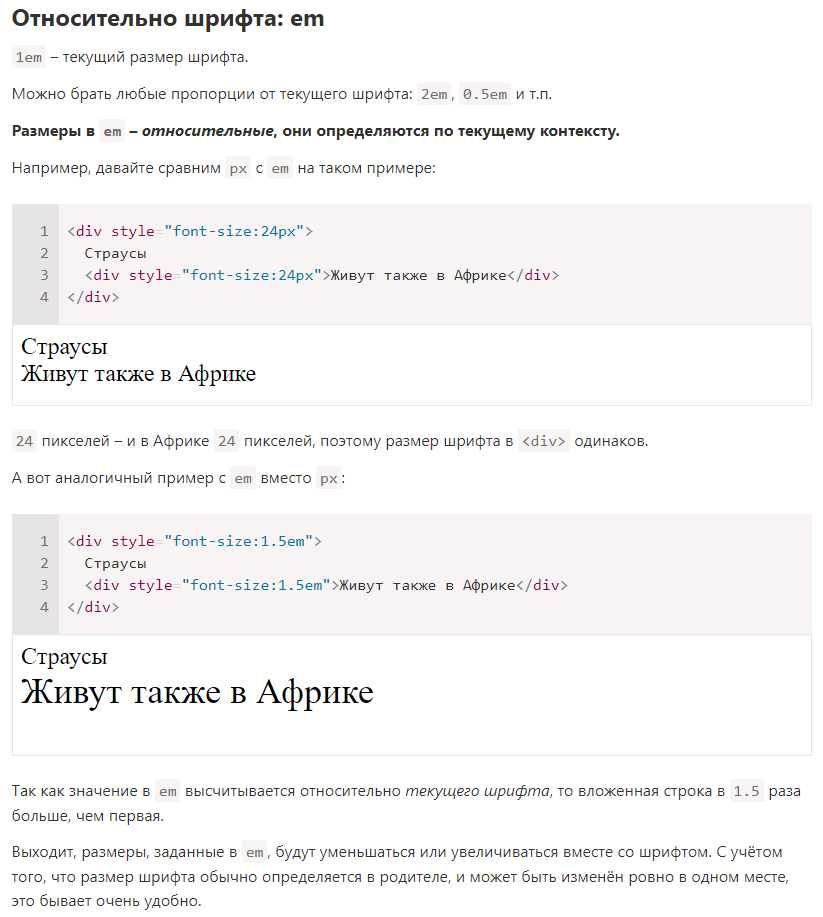 Относительно шрифта: em
1em – текущий размер шрифта.
Можно брать любые пропорции от текущего шрифта: 2em, 0.5em и т.п.
Размеры в em – относительные, они определяются по текущему контексту.
Например, давайте сравним px с em на таком примере:
1 <div style="font-size:24px">
2   Страусы
3   <div style="font-size:24px">Живут также в Африке</div>
4 </div>
Страусы
Живут также в Африке
24 пикселей – и в Африке 24 пикселей, поэтому размер шрифта в <div> одинаков.
А вот аналогичный пример с em вместо px:
1 <div style="font-size:1.5em">
2   Страусы
3   <div style="font-size:1.5em">Живут также в Африке</div>
4 </div>
Страусы
Живут также в Африке
Так как значение в em высчитывается относительно текущего шрифта, то вложенная строка в 1.5 раза
больше, чем первая.
Выходит, размеры, заданные в em, будут уменьшаться или увеличиваться вместе со шрифтом. С учётом
того, что размер шрифта обычно определяется в родителе, и может быть изменён ровно в одном месте,
это бывает очень удобно.